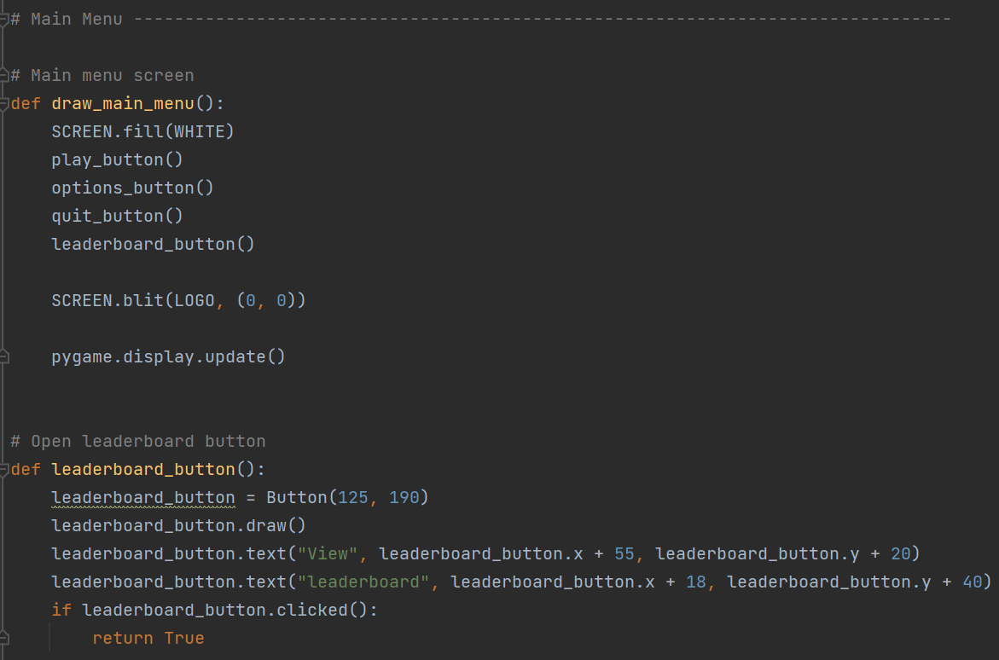 # Main Menu --------------------------------------------------------------------------------
# Main menu screen
def draw_main_menu():
    SCREEN.fill(WHITE)
    play_button()
    options_button()
    quit_button()
    leaderboard_button()
    SCREEN.blit(LOGO, (0, 0))
    pygame.display.update()
# Open leaderboard button
def leaderboard_button():
    leaderboard_button = Button(125, 190)
    leaderboard_button.draw()
    leaderboard_button.text("View", leaderboard_button.x + 55, leaderboard_button.y + 20)
    leaderboard_button.text("leaderboard", leaderboard_button.x + 18, leaderboard_button.y + 40)
    if leaderboard_button.clicked():
        return True